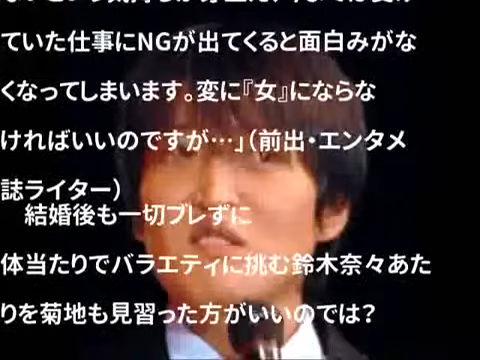 ていた仕事にNGが出てくると面白みがな
くなってしまいます。変に『女』にならな
ければいいのですが…」（前出・エンタメ
誌ライター）
結婚後も一切ブレずに
体当たりでバラエティに挑む鈴木奈々あた
りを菊地も見習った方がいいのでは？